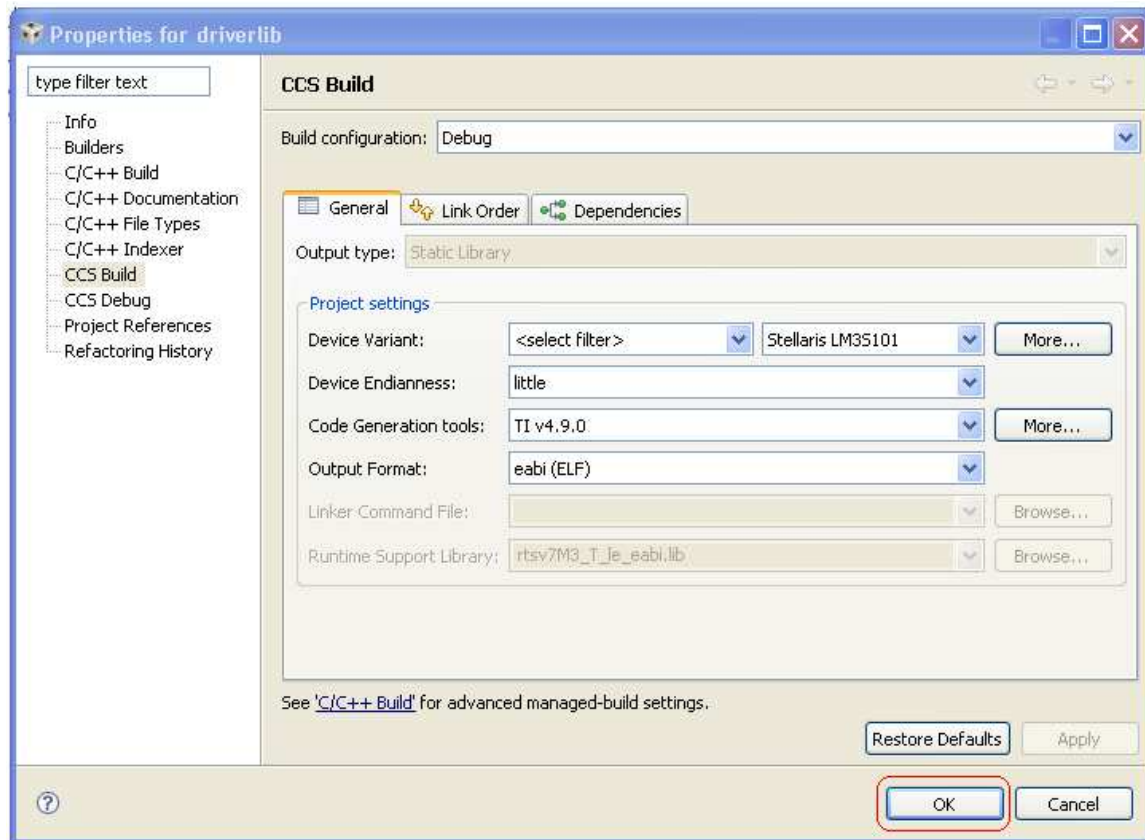 Properties for driverlib
type filter text
Info
Builders
C/C++ Build
C/C++ Documentation
C/C++ File Types
C/C++ Indexer
CCS Build
CCS Debug
Project References
Refactoring History
CCS Build
Build configuration: Debug
General Link Order Dependencies
Output type: Static Library
Project settings
Device Variant: <select filter> Stellaris LM3S101 More...
Device Endianness: little
Code Generation tools: TI v4.9.0 More...
Output Format: eabi (ELF)
Linker Command File: Browse...
Runtime Support Library: rtsv7M3_T_le_eabi.lib Browse...
See 'C/C++ Build' for advanced managed-build settings.
Restore Defaults Apply
? OK Cancel